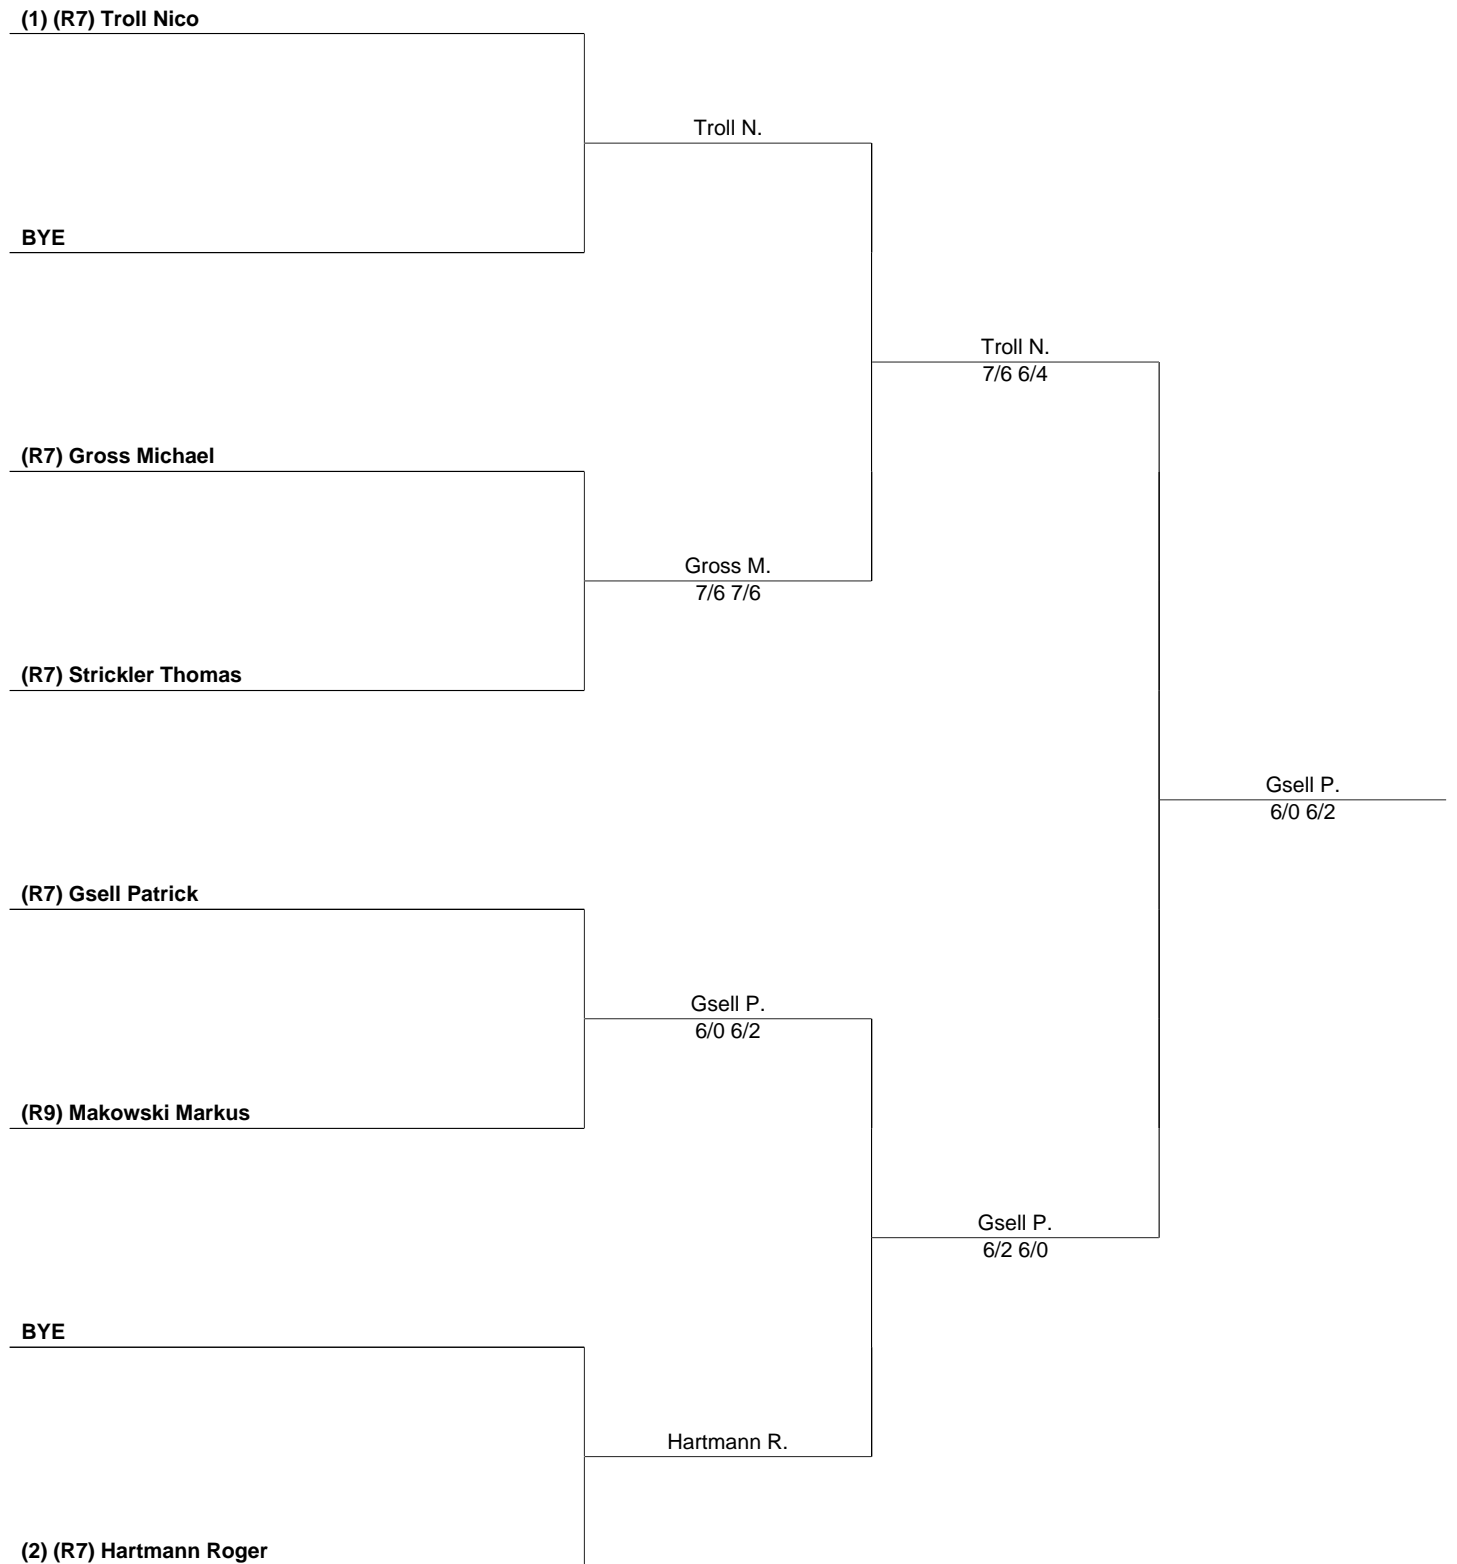 (1) (R7) Troll Nico
Troll N.
BYE
Troll N.
7/6 6/4
(R7) Gross Michael
Gross M.
7/6 7/6
(R7) Strickler Thomas
Gsell P.
6/0 6/2
(R7) Gsell Patrick
Gsell P.
6/0 6/2
(R9) Makowski Markus
Gsell P.
6/2 6/0
BYE
Hartmann R.
(2) (R7) Hartmann Roger